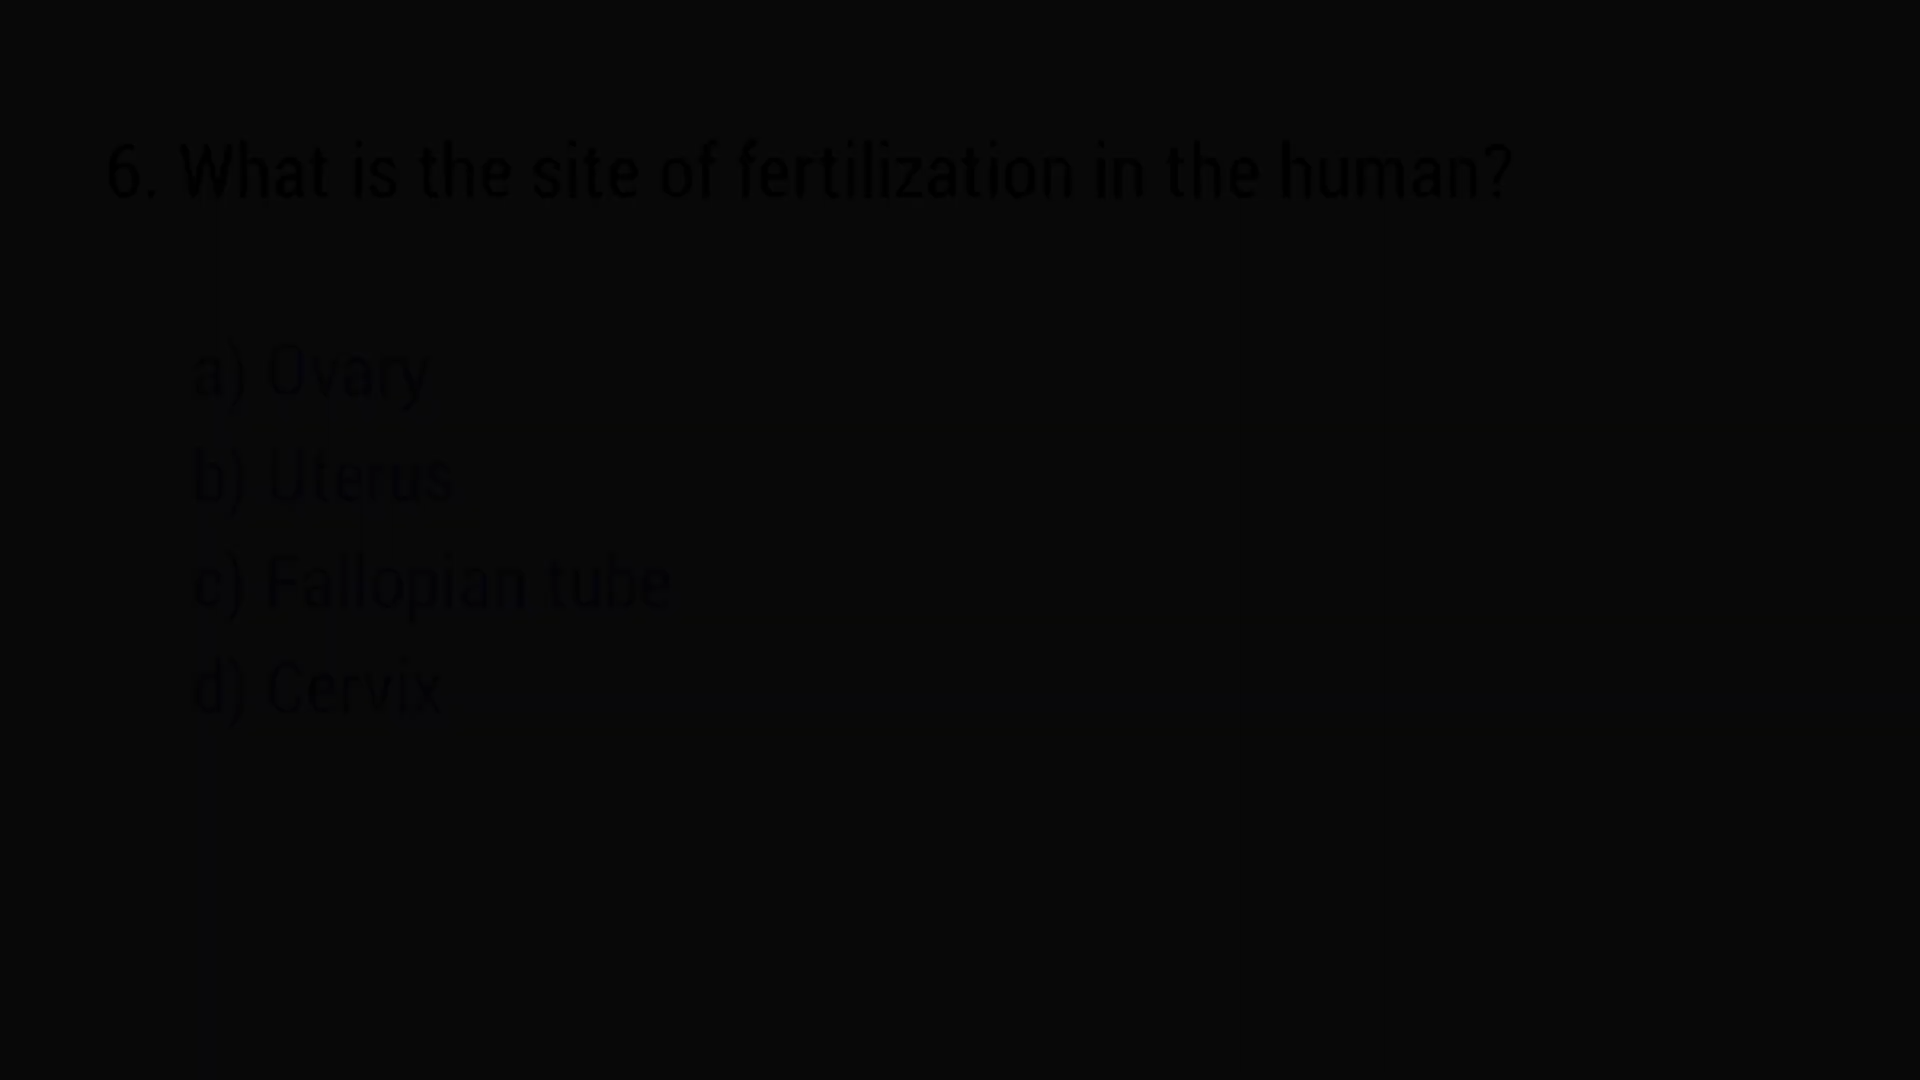 6. What is the site of fertilization in the human?
a) Ovary
b) Uterus
c) Fallopian tube
d) Cervix